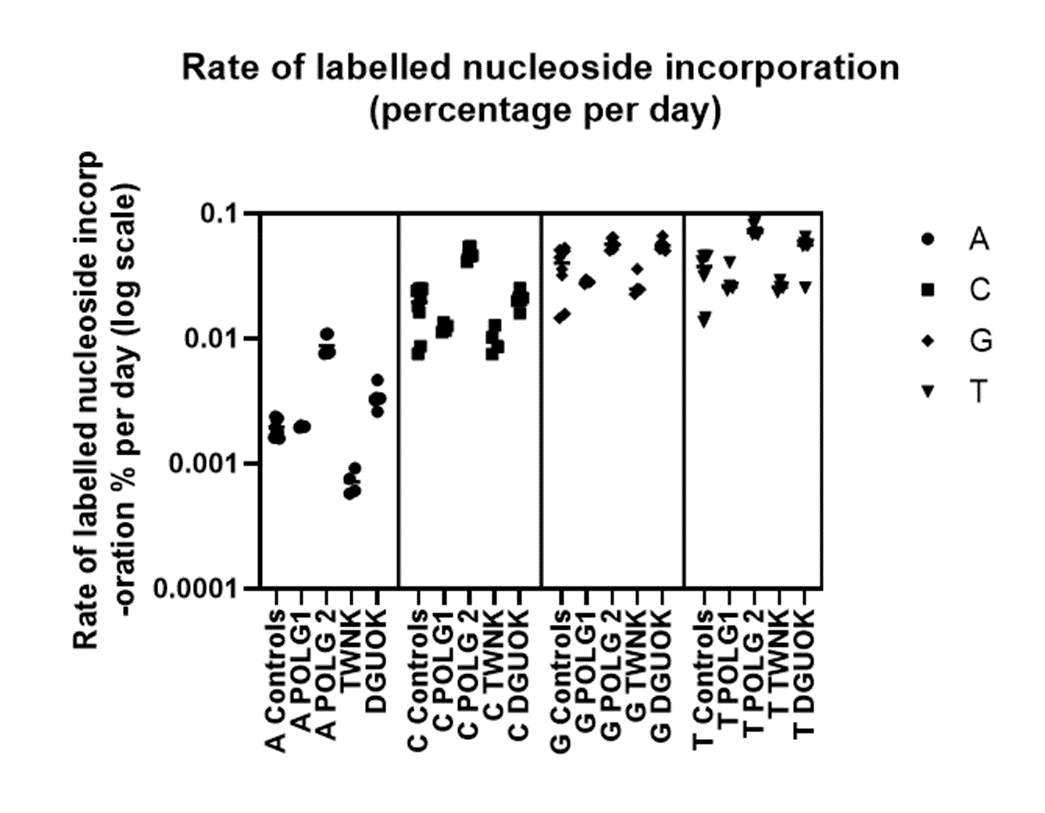 Rate of labelled nucleoside incorporation
(percentage per day)
Rate of labelled nucleoside incorp
-oration % per day (log scale)
0.1
0.01
0.001
0.0001
A Controls
A POLG1
A POLG 2
TWNK
DGUOK
C Controls
C POLG1
C POLG 2
C TWNK
C DGUOK
G Controls
G POLG1
G POLG 2
G TWNK
G DGUOK
T Controls
T POLG1
T POLG 2
T TWNK
T DGUOK
A
C
G
T